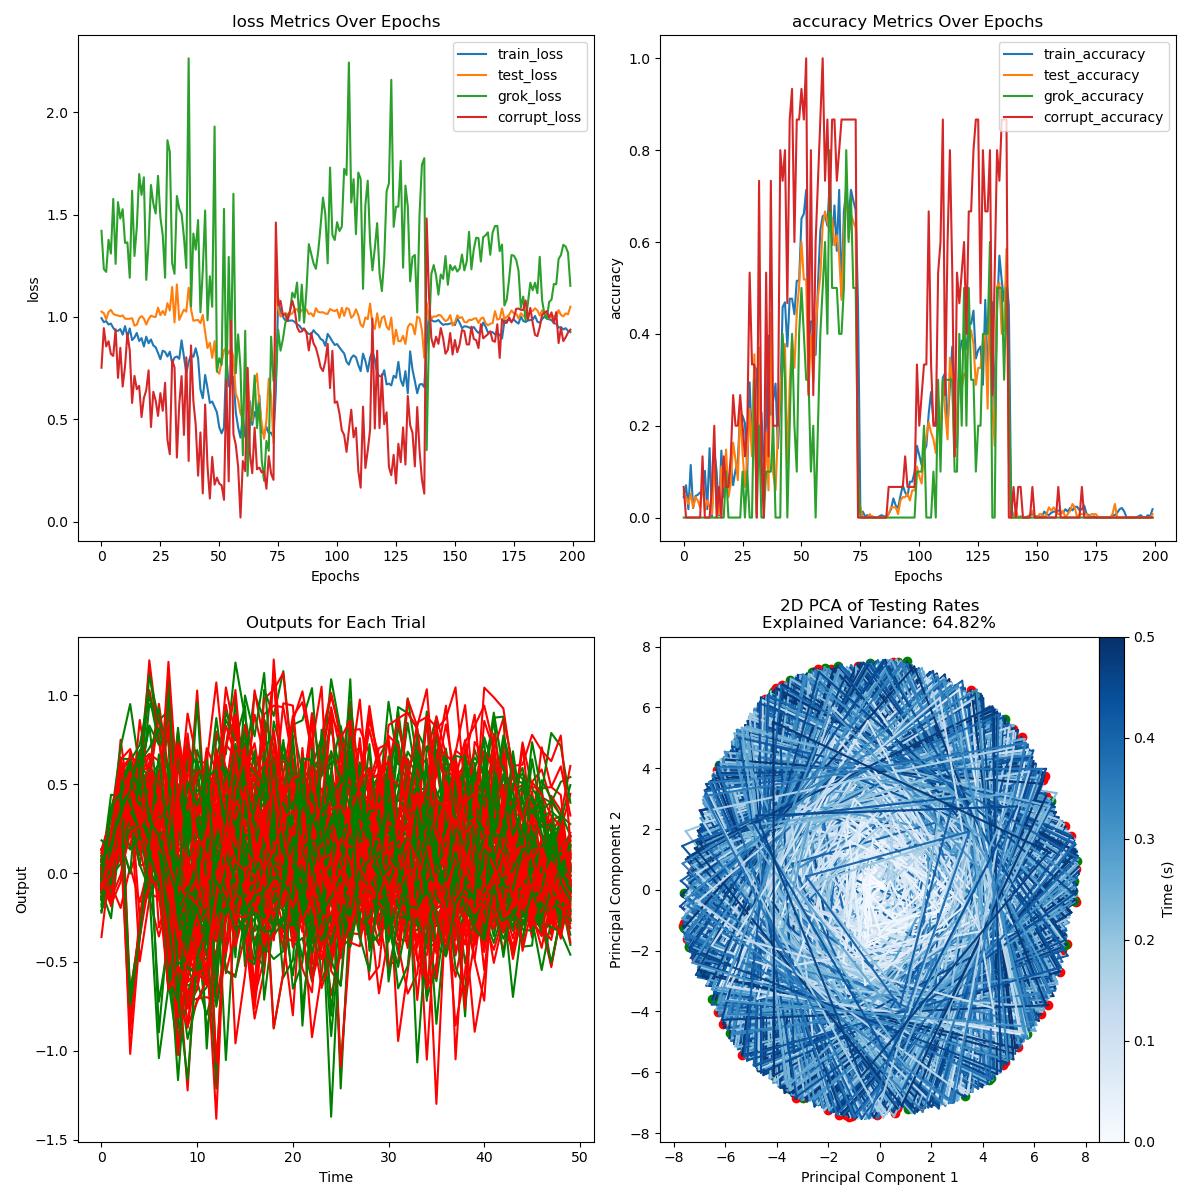 loss Metrics Over Epochs
loss
2.0
1.5
1.0
0.5
0.0
train_loss
test_loss
grok_loss
corrupt_loss
0 25 50 75 100 125 150 175 200
Epochs
accuracy Metrics Over Epochs
accuracy
1.0
0.8
0.6
0.4
0.2
0.0
train_accuracy
test_accuracy
grok_accuracy
corrupt_accuracy
0 25 50 75 100 125 150 175 200
Epochs
Outputs for Each Trial
Output
1.0
0.5
0.0
−0.5
−1.0
−1.5
0 10 20 30 40 50
Time
2D PCA of Testing Rates
Explained Variance: 64.82%
Principal Component 2
8
6
4
2
0
−2
−4
−6
−8
−8 −6 −4 −2 0 2 4 6 8
Principal Component 1
0.5
0.4
0.3
0.2
0.1
0.0
Time (s)